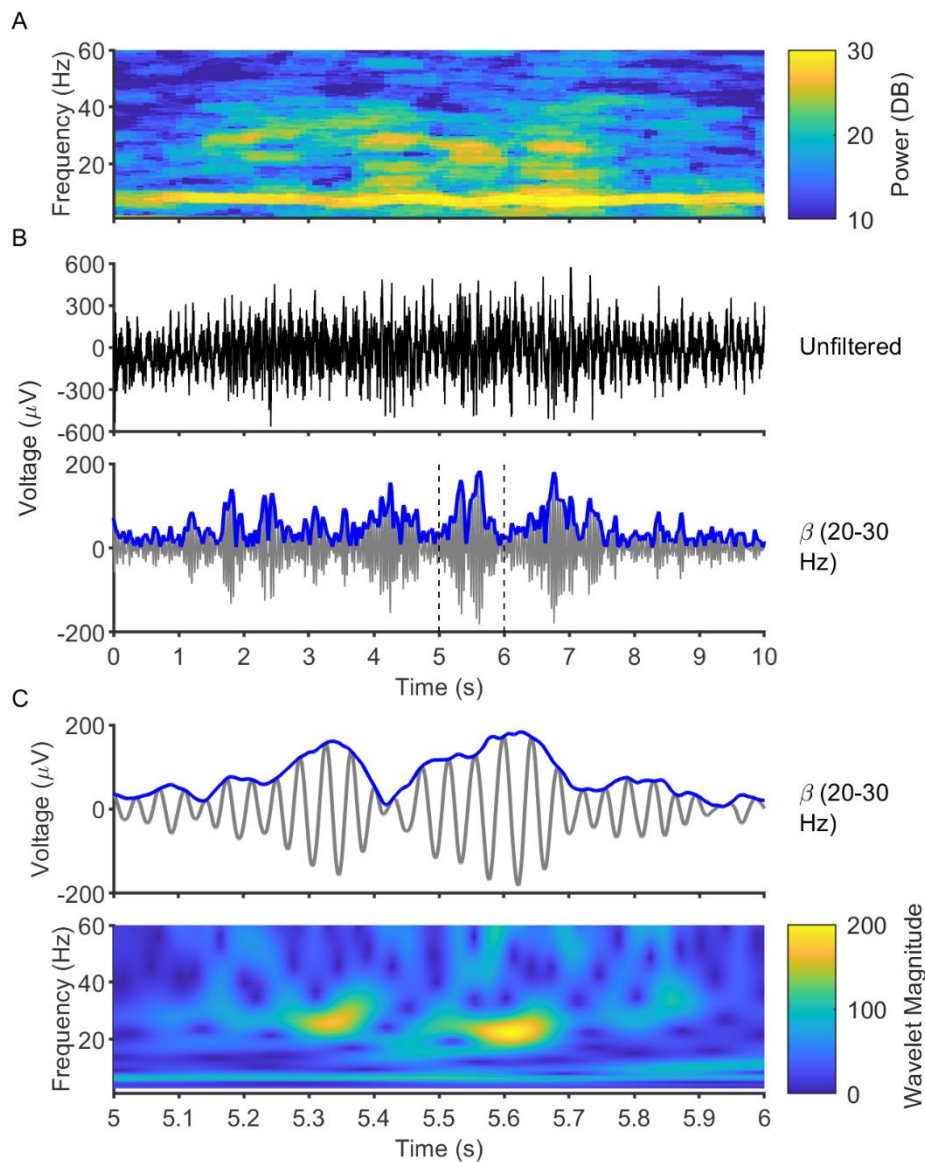 A
60
40
20
Frequency (Hz)
30
20
10
Power (DB)
B
600
300
0
-300
-600
Unfiltered
Voltage (μV)
200
0
-200
β (20-30
Hz)
0 1 2 3 4 5 6 7 8 9 10
Time (s)
C
200
0
-200
Voltage (μV)
β (20-30
Hz)
60
40
20
Frequency (Hz)
200
100
0
Wavelet Magnitude
5 5.1 5.2 5.3 5.4 5.5 5.6 5.7 5.8 5.9 6
Time (s)